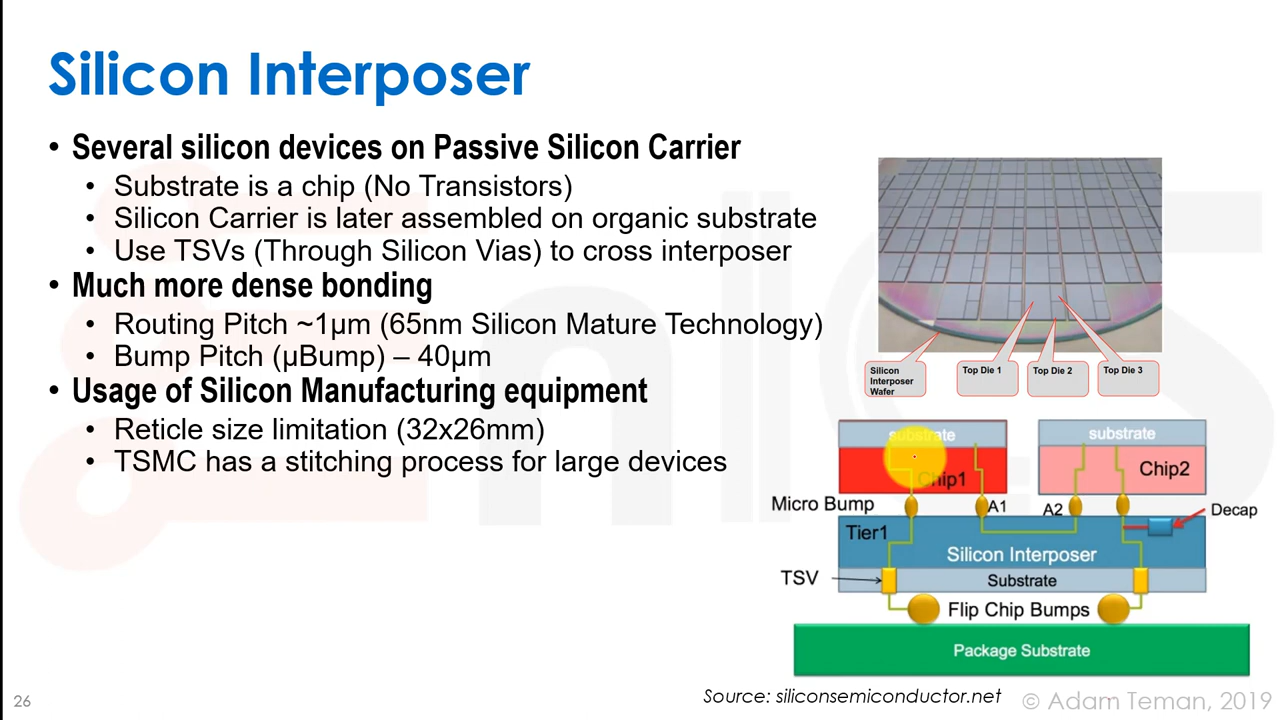 Silicon Interposer
• Several silicon devices on Passive Silicon Carrier
• Substrate is a chip (No Transistors)
• Silicon Carrier is later assembled on organic substrate
• Use TSVs (Through Silicon Vias) to cross interposer
• Much more dense bonding
• Routing Pitch ~1µm (65nm Silicon Mature Technology)
• Bump Pitch (µBump) – 40µm
• Usage of Silicon Manufacturing equipment
• Reticle size limitation (32x26mm)
• TSMC has a stitching process for large devices
Silicon
Interposer
Wafer
Top Die 1
Top Die 2
Top Die 3
substrate
substrate
Chip1
Chip2
Micro Bump
A1
A2
Decap
Tier1
Silicon Interposer
TSV
Substrate
Flip Chip Bumps
Package Substrate
26
Source: siliconsemiconductor.net
© Adam Teman, 2019